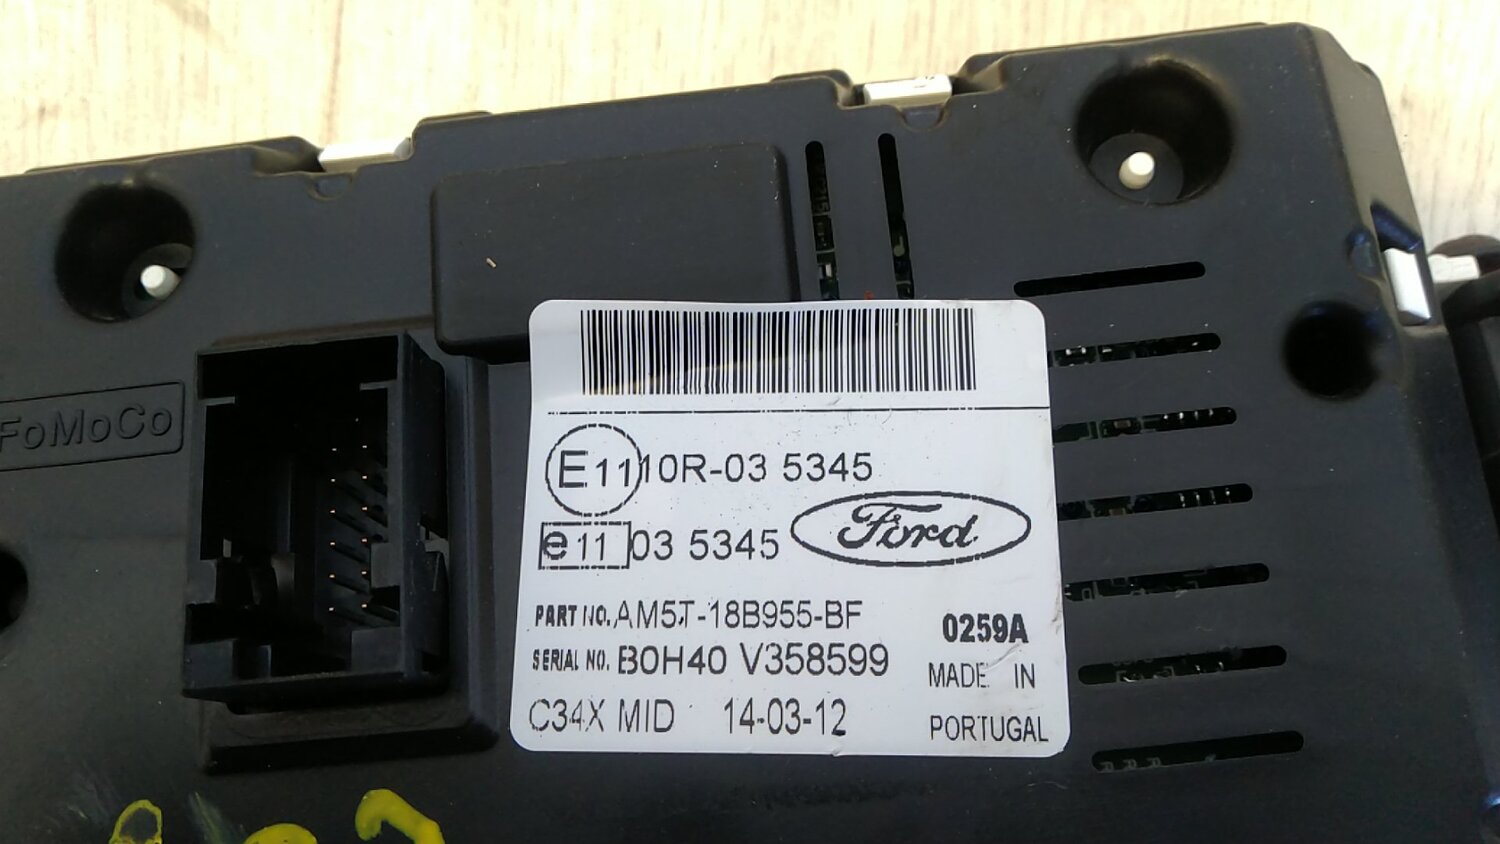 FoMoCo
E11 10R-03 5345
e11 03 5345
Ford
PART NO. AM5T-18B955-BF
0259A
SERIAL NO. B0H40 V358599
MADE IN
C34X MID 14-03-12
PORTUGAL